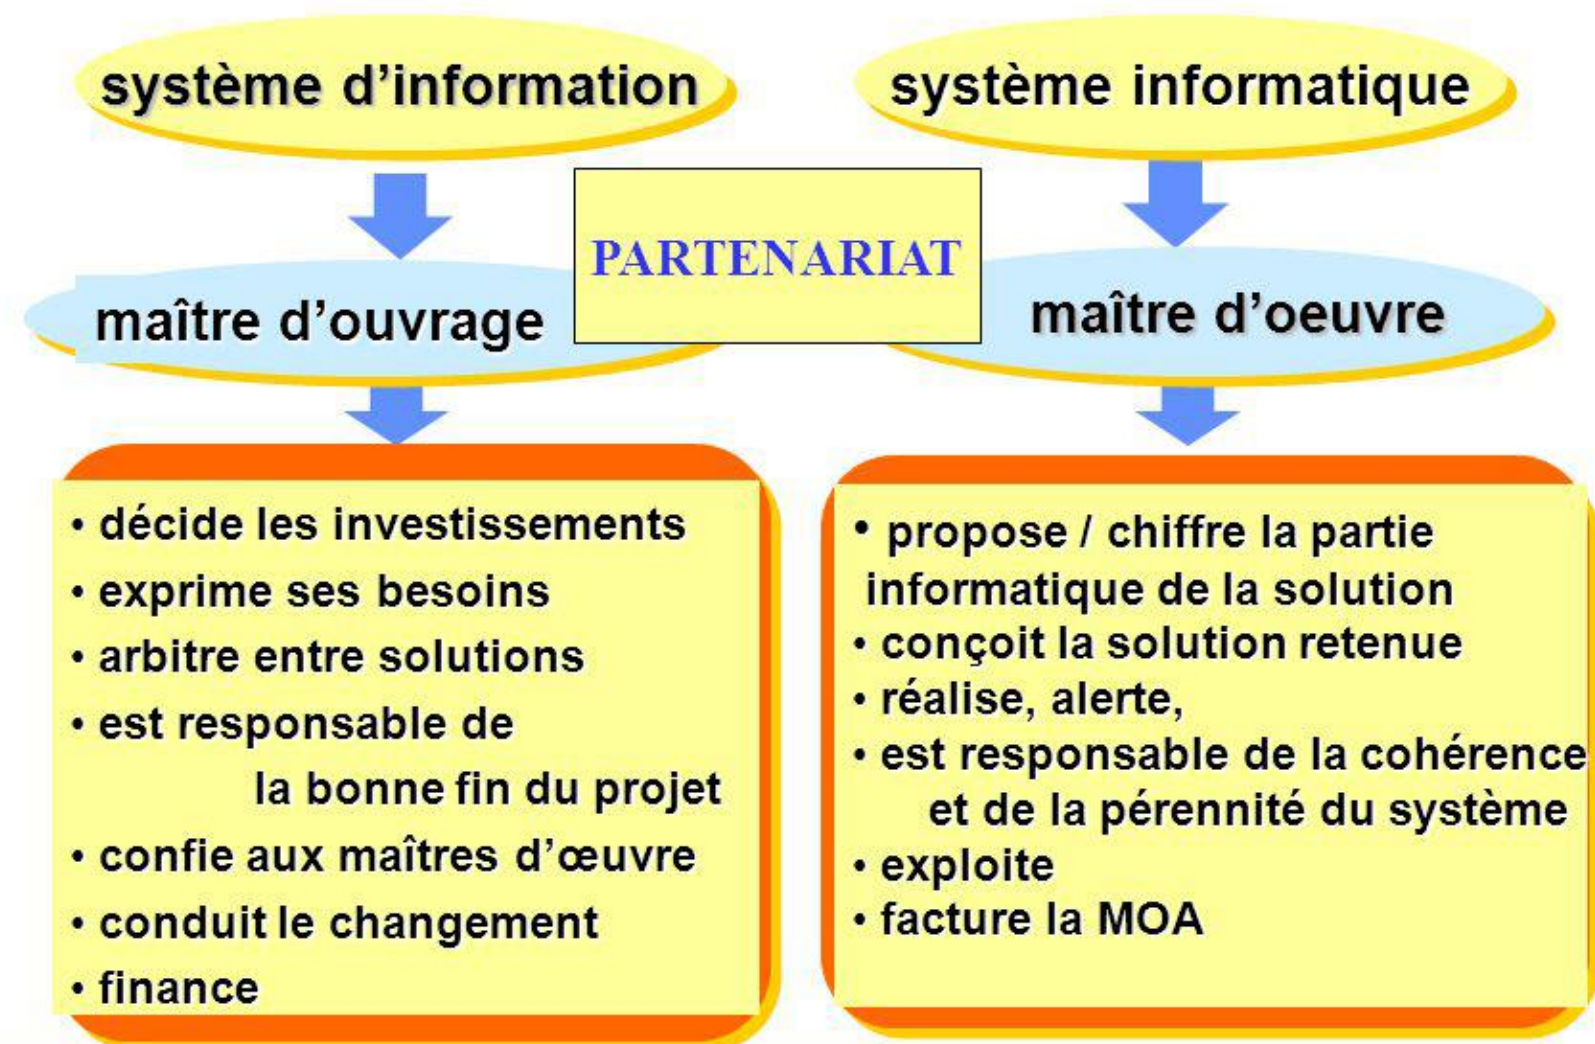 système d’information
système informatique
PARTENARIAT
maître d’ouvrage
maître d’oeuvre
• décide les investissements
• exprime ses besoins
• arbitre entre solutions
• est responsable de
la bonne fin du projet
• confie aux maîtres d’œuvre
• conduit le changement
• finance
• propose / chiffre la partie
informatique de la solution
• conçoit la solution retenue
• réalise, alerte,
• est responsable de la cohérence
et de la pérennité du système
• exploite
• facture la MOA